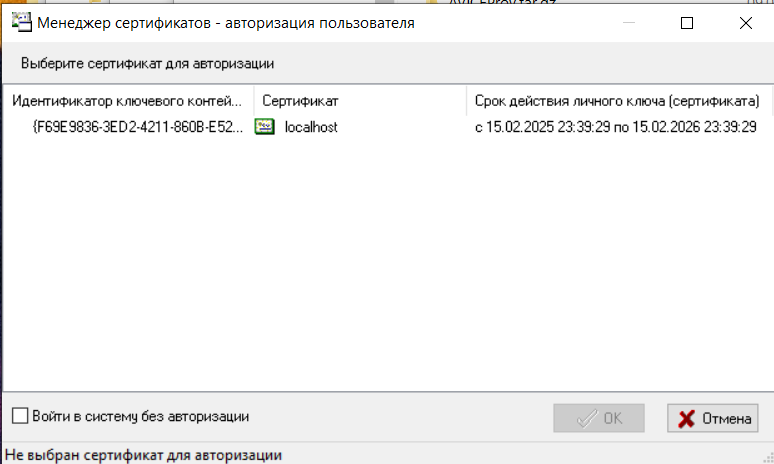 Менеджер сертификатов - авторизация пользователя
Выберите сертификат для авторизации
Идентификатор ключевого контей... Сертификат Срок действия личного ключа (сертификата)
{F69E9836-3ED2-4211-860B-E52... localhost с 15.02.2025 23:39:29 по 15.02.2026 23:39:29
Войти в систему без авторизации OK Отмена
Не выбран сертификат для авторизации